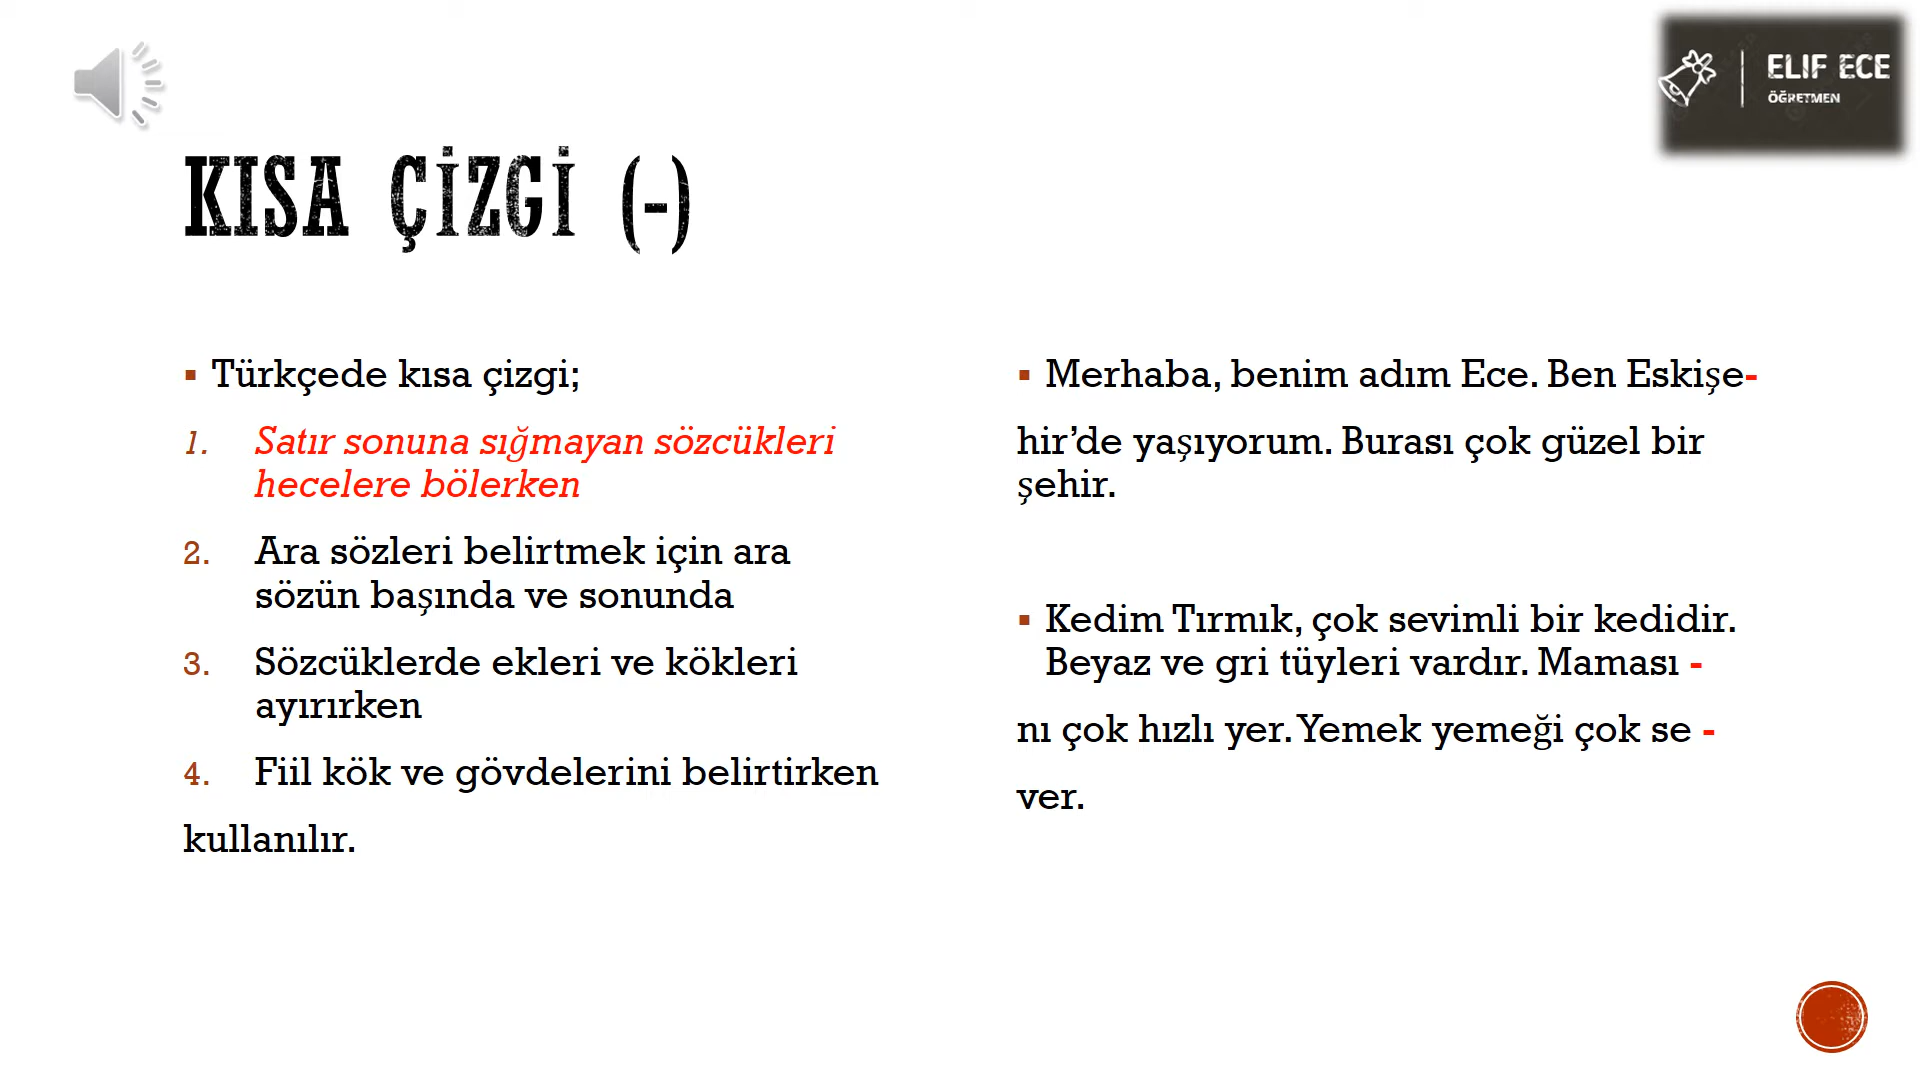 ELIF ECE
ÖĞRETMEN
KISA ÇİZGİ (-)
▪ Türkçede kısa çizgi;
1. Satır sonuna sığmayan sözcükleri
hecelere bölerken
2. Ara sözleri belirtmek için ara
sözün başında ve sonunda
3. Sözcüklerde ekleri ve kökleri
ayırırken
4. Fiil kök ve gövdelerini belirtirken
kullanılır.
▪ Merhaba, benim adım Ece. Ben Eskişe-
hir’de yaşıyorum. Burası çok güzel bir
şehir.
▪ Kedim Tırmık, çok sevimli bir kedidir.
Beyaz ve gri tüyleri vardır. Maması -
nı çok hızlı yer. Yemek yemeği çok se -
ver.